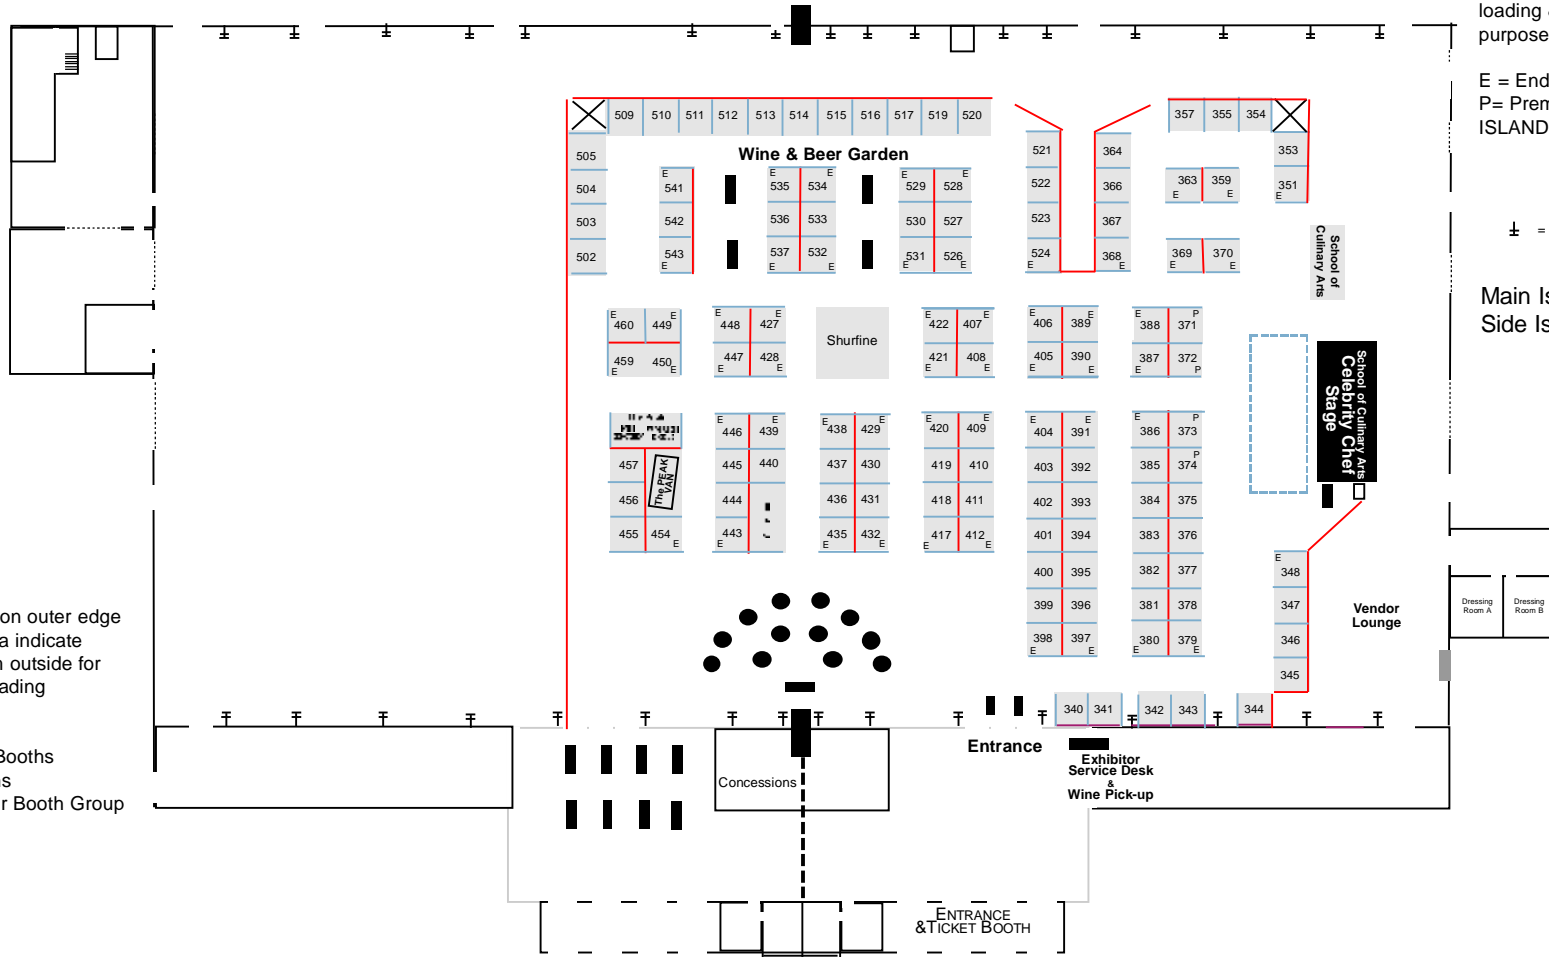 loading
purpose
E = End
P= Prem
ISLAND
=
Main Is
Side Is
509 510 511 512 513 514 515 516 517 519 520
357 355 354
Wine & Beer Garden
505
504
503
502
E
541
542
543
E
E E
535 534
536 533
537 532
E E
E E
529 528
530 527
531 526
E E
521
522
523
524
E
364
366
367
368
E
363 359
E E
353
351
E
369 370
E E
School of
Culinary Arts
E E
460 449
459 450
E E
E E
448 427
447 428
E E
Shurfine
E E
422 407
421 408
E E
E E
406 389
405 390
E E
E P
388 371
387 372
E P
School of Culinary Arts
Celebrity Chef
Stage
457
456
455 454
E
The PEAK
VAN
E E
446 439
445 440
444
443
E
E E
438 429
437 430
436 431
435 432
E E
E E
420 409
419 410
418 411
417 412
E E
E E
404 391
403 392
402 393
401 394
400 395
399 396
398 397
E E
E P
386 373
P
385 374
384 375
383 376
382 377
381 378
380 379
E E
E
348
347
346
345
Vendor
Lounge
Dressing
Room A
Dressing
Room B
on outer edge
a indicate
n outside for
ading
Booths
ns
r Booth Group
340 341
342 343
344
Entrance
Exhibitor
Service Desk
&
Wine Pick-up
Concessions
ENTRANCE
&TICKET BOOTH